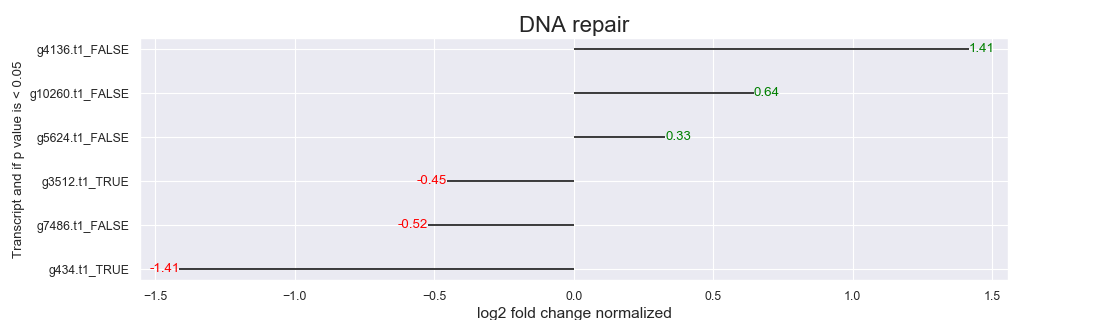 DNA repair
Transcript and if p value is < 0.05
g4136.t1_FALSE
1.41
g10260.t1_FALSE
0.64
g5624.t1_FALSE
0.33
g3512.t1_TRUE
-0.45
g7486.t1_FALSE
-0.52
g434.t1_TRUE
-1.41
−1.5 −1.0 −0.5 0.0 0.5 1.0 1.5
log2 fold change normalized